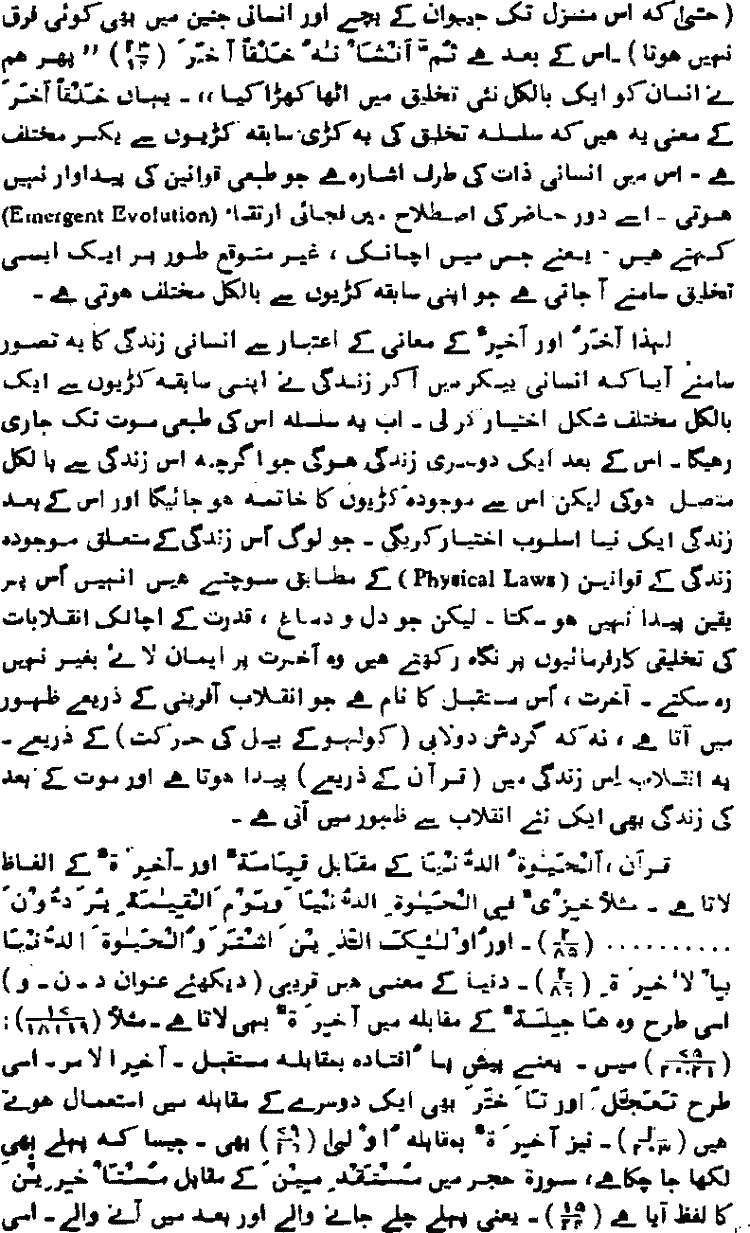 ( حتیٰ کہ اس منزل تک حیوان کے بچے اور انسانی جنین میں بھی کوئی فرق
نہیں ہوتا ) ۔ اس کے بعد ہے ثُمَّ اَنْشَاْنٰہُ خَلْقاً آخَرَ (۲۳/۱۴) ” پھر ہم
نے انسان کو ایک بالکل نئی تخلیق میں اٹھا کھڑا کیا ،، ۔ یہاں خَلْقاً آخَرَ
کے معنی یہ ہیں کہ سلسلہ تخلیق کی یہ کڑی سابقہ کڑیوں سے یکسر مختلف
ہے ۔ اس میں انسانی ذات کی طرف اشارہ ہے جو طبعی قوانین کی پیداوار نہیں
ہوتی ۔ اسے دور حاضر کی اصطلاح میں فجائی ارتقاء (Emergent Evolution)
کہتے ہیں ۔ یعنے جس میں اچانک ، غیر متوقع طور پر ایک ایسی
تخلیق سامنے آ جاتی ہے جو اپنی سابقہ کڑیوں سے بالکل مختلف ہوتی ہے ۔
لہذا آخَرُ اور آخِرٌ کے معانی کے اعتبار سے انسانی زندگی کا یہ تصور
سامنے آیا کہ انسانی پیکر میں آکر زندگی نے اپنی سابقہ کڑیوں سے ایک
بالکل مختلف شکل اختیار کر لی ۔ اب یہ سلسلہ اس کی طبعی موت تک جاری
رہیگا ۔ اس کے بعد ایک دوسری زندگی ہوگی جو اگرچہ اس زندگی سے بالکل
متصل ہوگی لیکن اس سے موجودہ کڑیوں کا خاتمہ ہو جائیگا اور اس کے بعد
زندگی ایک نیا اسلوب اختیار کریگی ۔ جو لوگ اُس زندگی کے متعلق موجودہ
زندگی کے قوانین ( Physical Laws ) کے مطابق سوچتے ہیں انہیں اُس پر
یقین پیدا نہیں ہو سکتا ۔ لیکن جو دل و دماغ ، قدرت کے اچانک انقلابات
کی تخلیقی کارفرمائیوں پر نگاہ رکھتے ہیں وہ آخرت پر ایمان لائے بغیر نہیں
رہ سکتے ۔ آخرت ، اُس مستقبل کا نام ہے جو انقلاب آفرینی کے ذریعے ظہور
میں آتا ہے ، نہ کہ گردش دولابی ( کولہو کے بیل کی حرکت ) کے ذریعے ۔
یہ انقلاب اِس زندگی میں ( قرآن کے ذریعے ) پیدا ہوتا ہے اور موت کے بعد
کی زندگی بھی ایک نئے انقلاب سے ظہور میں آتی ہے ۔
قرآن ، اَلْحَیٰوۃُ الدُّنْیَا کے مقابل قِیَامَۃٌ اور آخِرَۃٌ کے الفاظ
لاتا ہے ۔ مثلاً خِزْیٌ فِی الْحَیٰوۃِ الدُّنْیَا وَیَوْمَ الْقِیٰمَۃِ یُرَدُّوْنَ
.......... (۲/۸۵) ۔ اور اُولٰئِکَ الَّذِیْنَ اشْتَرَوُا الْحَیٰوۃَ الدُّنْیَا
بِالْاٰخِرَۃِ (۲/۸۶) ۔ دنیا کے معنی ہیں قریبی ( دیکھئے عنوان د ۔ ن ۔ و )
اسی طرح وہ عَاجِلَۃٌ کے مقابلہ میں آخِرَۃٌ بھی لاتا ہے ۔ مثلاً (۱۷/۱۸،۱۹) ؛
(۷۵/۲۰،۲۱) میں ۔ یعنے پیش پا اُفتادہ بمقابلہ مستقبل ۔ آخیر الامر ۔ اسی
طرح تَعَجَّلَ اور تَاَخَّرَ بھی ایک دوسرے کے مقابلہ میں استعمال ہوئے
ہیں (۲/۲۰۳) ۔ نیز آخِرَۃٌ بمقابلہ اُوْلٰی (۷۹/۲۵) بھی ۔ جیسا کہ پہلے بھی
لکھا جا چکا ہے ، سورۃ حجر میں مُسْتَقْدِمِیْنَ کے مقابل مُسْتَاْخِرِیْنَ
کا لفظ آیا ہے (۱۵/۲۴) ۔ یعنی پہلے چلے جانے والے اور بعد میں آنے والے ۔ اسی